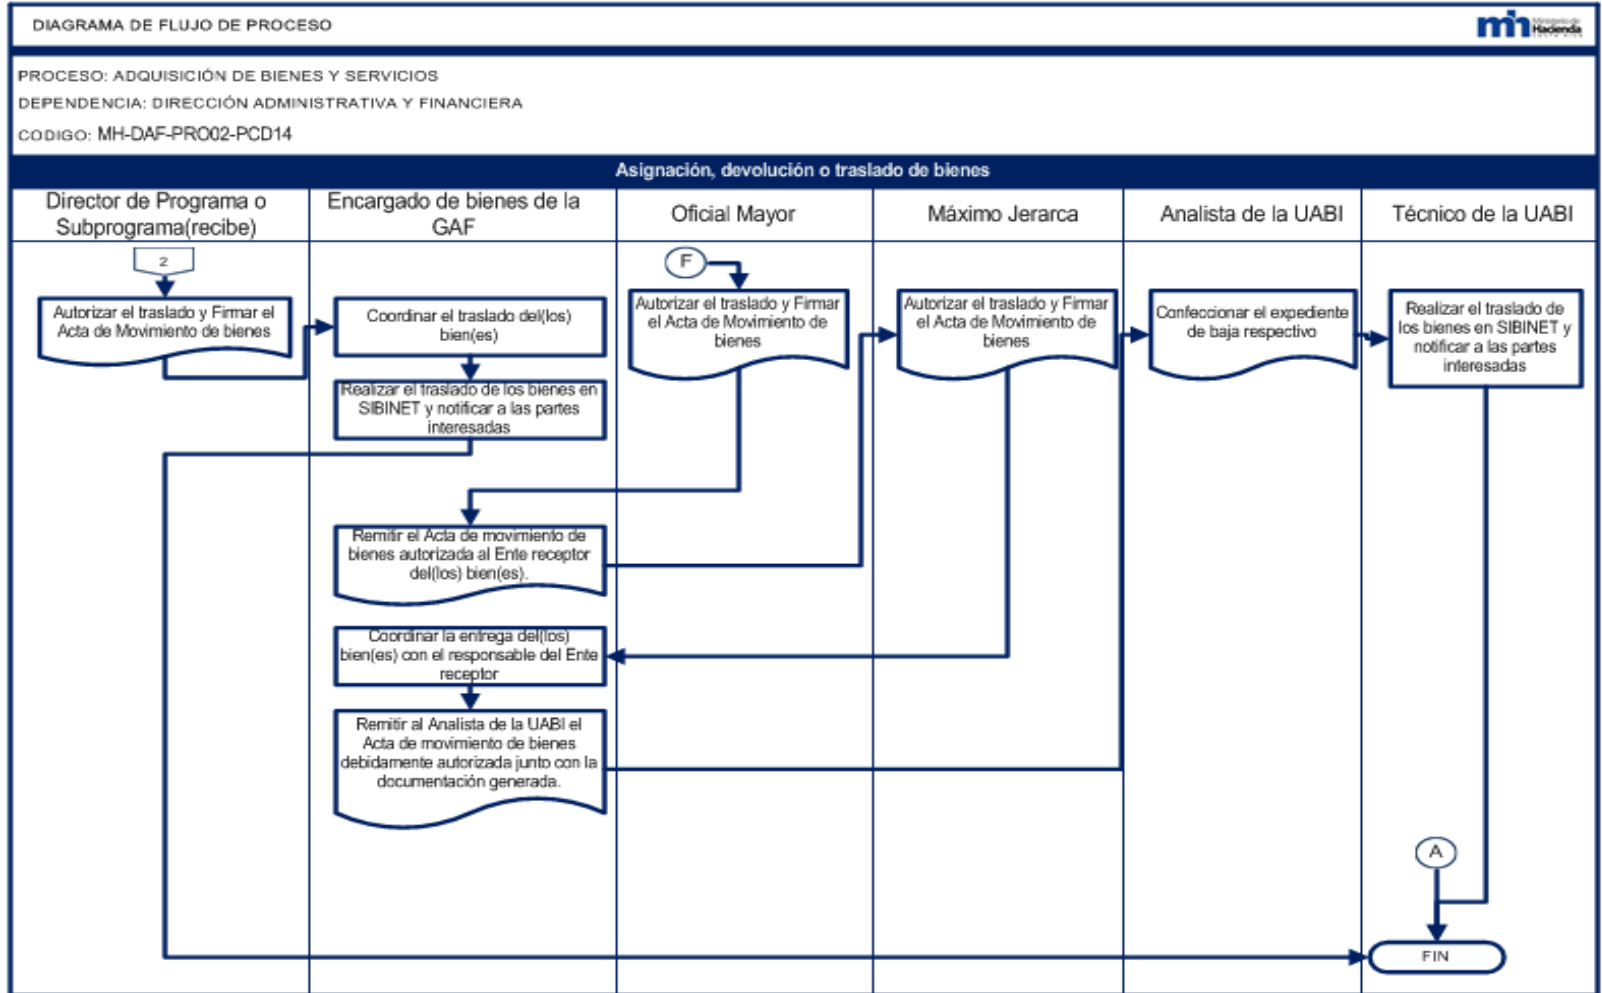 DIAGRAMA DE FLUJO DE PROCESO
mh Ministerio de
Hacienda
PROCESO: ADQUISICIÓN DE BIENES Y SERVICIOS
DEPENDENCIA: DIRECCIÓN ADMINISTRATIVA Y FINANCIERA
CODIGO: MH-DAF-PRO02-PCD14
Asignación, devolución o traslado de bienes
Director de Programa o
Subprograma(recibe)
Encargado de bienes de la
GAF
Oficial Mayor
Máximo Jerarca
Analista de la UABI
Técnico de la UABI
2
Autorizar el traslado y Firmar el
Acta de Movimiento de bienes
Coordinar el traslado del(los)
bien(es)
Realizar el traslado de los bienes en
SIBINET y notificar a las partes
interesadas
F
Autorizar el traslado y Firmar
el Acta de Movimiento de
bienes
Autorizar el traslado y Firmar
el Acta de Movimiento de
bienes
Confeccionar el expediente
de baja respectivo
Realizar el traslado de
los bienes en SIBINET y
notificar a las partes
interesadas
Remitir el Acta de movimiento de
bienes autorizada al Ente receptor
del(los) bien(es).
Coordinar la entrega del(los)
bien(es) con el responsable del Ente
receptor
Remitir al Analista de la UABI el
Acta de movimiento de bienes
debidamente autorizada junto con la
documentación generada.
A
FIN